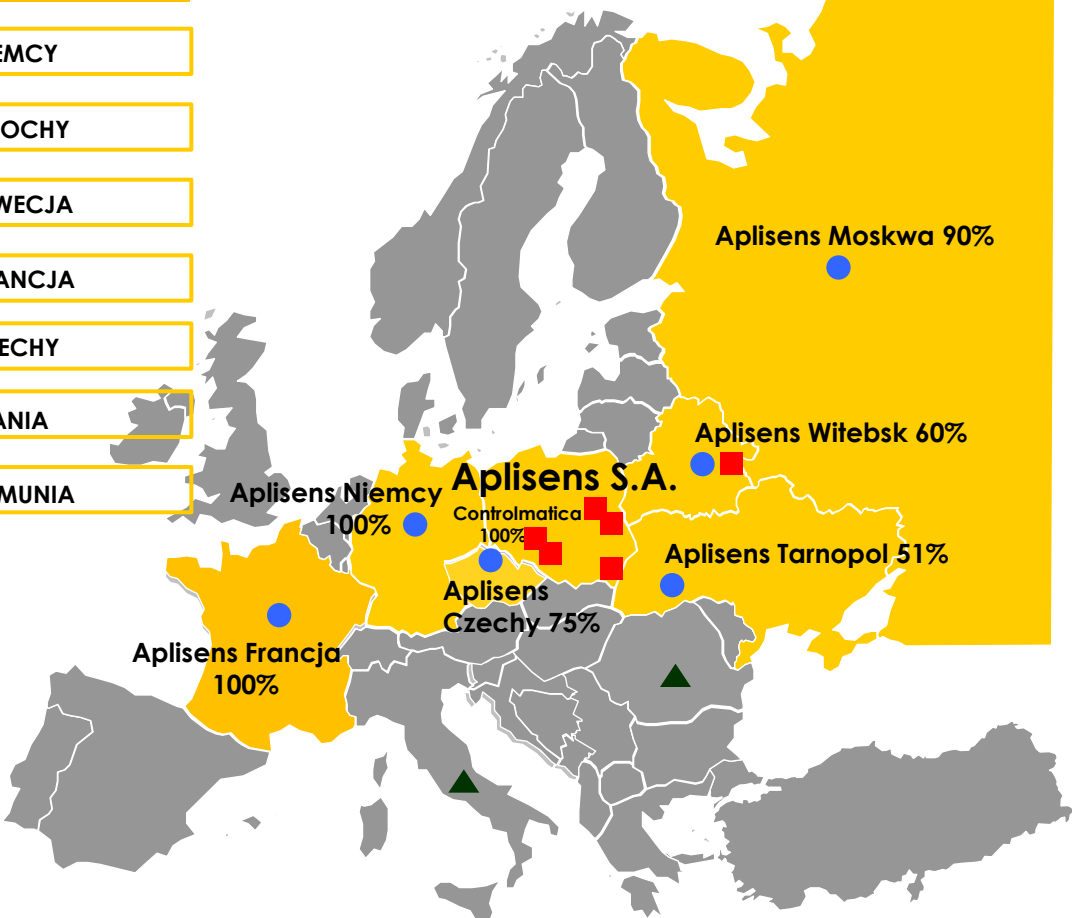 EMCY
OCHY
WECJA
ANCJA
ECHY
ANIA
MUNIA
Aplisens Moskwa 90%
Aplisens Witebsk 60%
Aplisens S.A.
Aplisens Niemcy
100%
Controlmatica
100%
Aplisens Tarnopol 51%
Aplisens
Czechy 75%
Aplisens Francja
100%